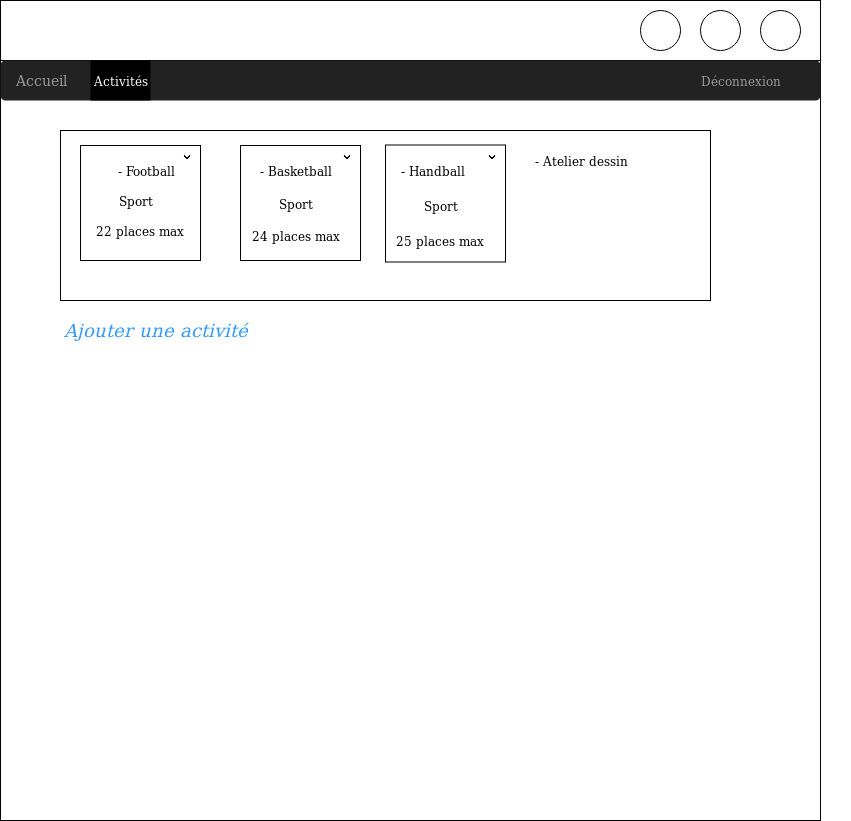 Accueil
Activités
Déconnexion
- Football
Sport
22 places max
- Basketball
Sport
24 places max
- Handball
Sport
25 places max
- Atelier dessin
Ajouter une activité